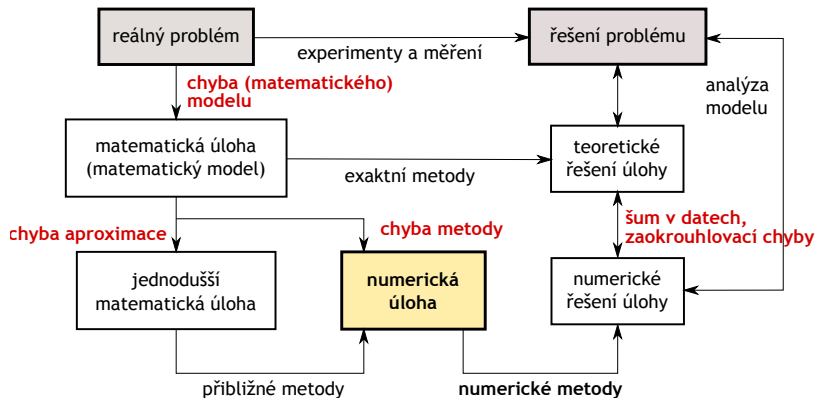 reálný problém
experimenty a měření
řešení problému
chyba (matematického)
modelu
analýza
modelu
matematická úloha
(matematický model)
exaktní metody
teoretické
řešení úlohy
chyba aproximace
chyba metody
šum v datech,
zaokrouhlovací chyby
jednodušší
matematická úloha
numerická
úloha
numerické
řešení úlohy
přibližné metody
numerické metody